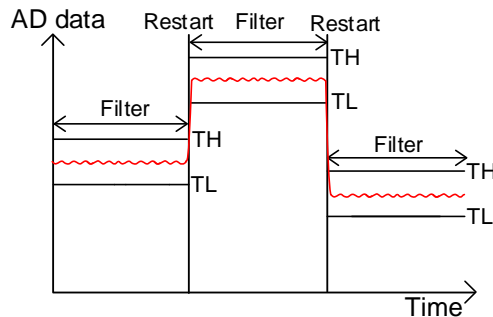 AD data
Restart
Filter
Restart
TH
TL
Filter
TH
TL
Filter
TH
TL
Time